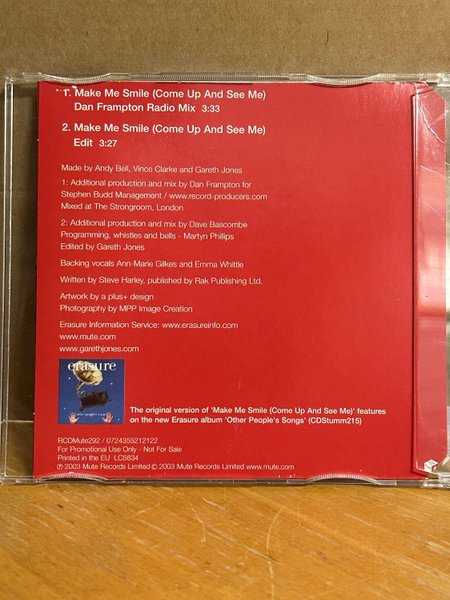 1. Make Me Smile (Come Up And See Me)
Dan Frampton Radio Mix 3:33
2. Make Me Smile (Come Up And See Me)
Edit 3:27
Made by Andy Bell, Vince Clarke and Gareth Jones
1: Additional production and mix by Dan Frampton for
Stephen Budd Management / www.record-producers.com
Mixed at The Strongroom, London
2: Additional production and mix by Dave Bascombe
Programming, whistles and bells - Martyn Phillips
Edited by Gareth Jones
Backing vocals Ann-Marie Gilkes and Emma Whittle
Written by Steve Harley, published by Rak Publishing Ltd.
Artwork by a plus+ design
Photography by MPP Image Creation
Erasure Information Service: www.erasureinfo.com
www.mute.com
www.garethjones.com
erasure
other people's songs
The original version of 'Make Me Smile (Come Up And See Me)' features
on the new Erasure album 'Other People's Songs' (CDStumm215)
RCDMute292 / 0724355212122
For Promotional Use Only - Not For Sale
Printed in the EU LC5834
℗ 2003 Mute Records Limited © 2003 Mute Records Limited www.mute.com